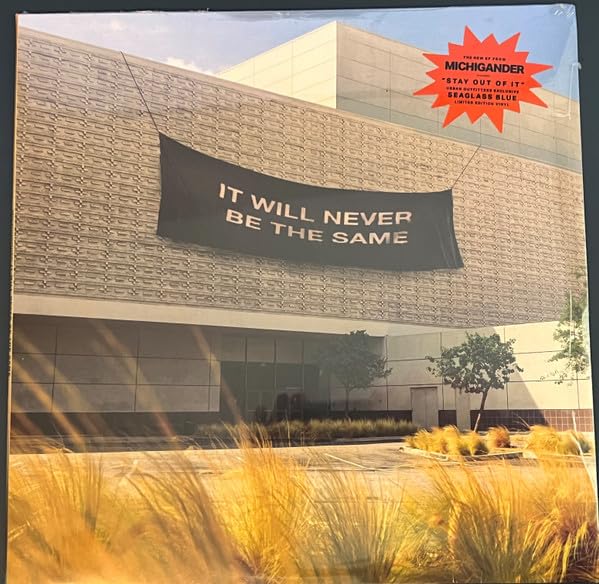 THE NEW EP FROM
MICHIGANDER
"STAY OUT OF IT"
URBAN OUTFITTERS EXCLUSIVE
SEAGLASS BLUE
LIMITED EDITION VINYL
IT WILL NEVER
BE THE SAME